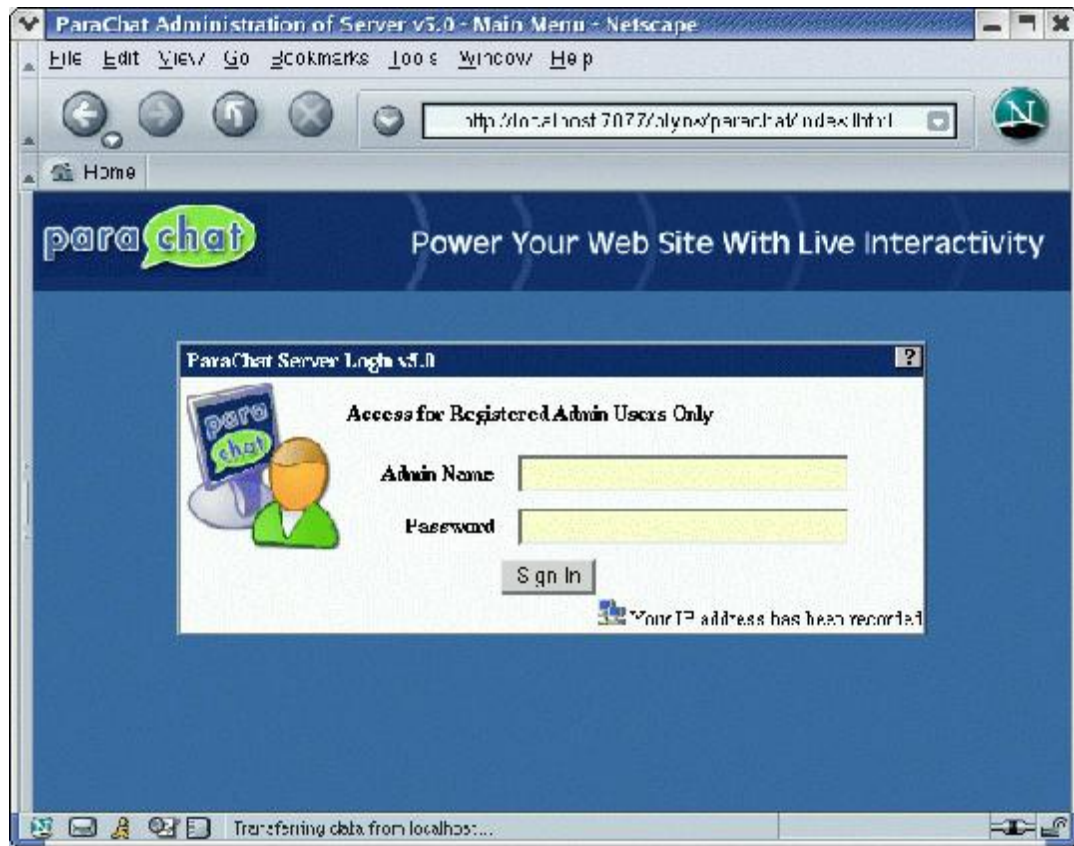 ParaChat Administration of Server v5.0 - Main Menu - Netscape
File Edit View Go Bookmarks Tools Window Help
N
Home
para chat
Power Your Web Site With Live Interactivity
ParaChat Server Login v5.0 ?
para chat
Access for Registered Admin Users Only
Admin Name
Password
Sign In
Your IP address has been recorded
Transferring data from localhost...